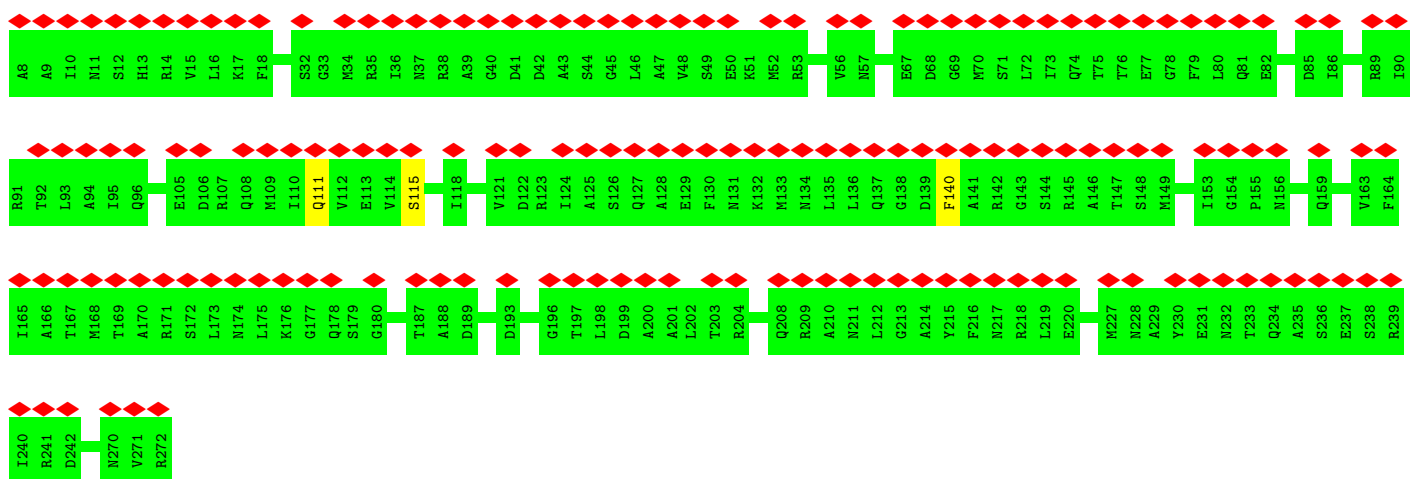 A8 A9 I10 N11 S12 H13 R14 V15 L16 K17 F18 S32 G33 M34 R35 I36 N37 R38 A39 G40 D41 D42 A43 S44 G45 L46 A47 V48 S49 E50 K51 M52 R53 V56 N57 E67 D68 G69 M70 S71 L72 I73 Q74 T75 T76 E77 G78 F79 L80 Q81 E82 D85 I86 R89 I90
R91 T92 L93 A94 I95 Q96 E105 D106 R107 Q108 M109 I110 Q111 V112 E113 V114 S115 I118 V121 D122 R123 I124 A125 S126 Q127 A128 E129 F130 N131 K132 M133 N134 L135 L136 Q137 G138 D139 F140 A141 R142 G143 S144 R145 A146 T147 S148 M149 I153 G154 P155 N156 Q159 V163 F164
I165 A166 T167 M168 T169 A170 R171 S172 L173 N174 L175 K176 G177 Q178 S179 G180 T187 A188 D189 D193 G196 T197 L198 D199 A200 A201 L202 T203 R204 Q208 R209 A210 N211 L212 G213 A214 Y215 F216 N217 R218 L219 E220 M227 N228 A229 Y230 E231 N232 T233 Q234 A235 S236 E237 S238 R239
I240 R241 D242 N270 V271 R272